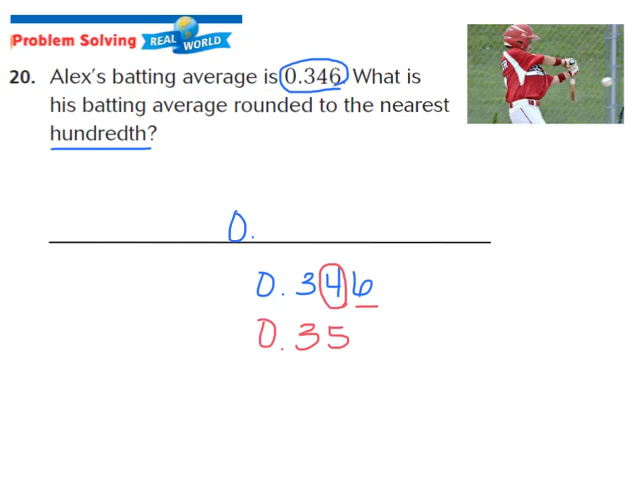 Problem Solving REAL WORLD
20. Alex's batting average is 0.346. What is
his batting average rounded to the nearest
hundredth?
0.
0.346
0.35